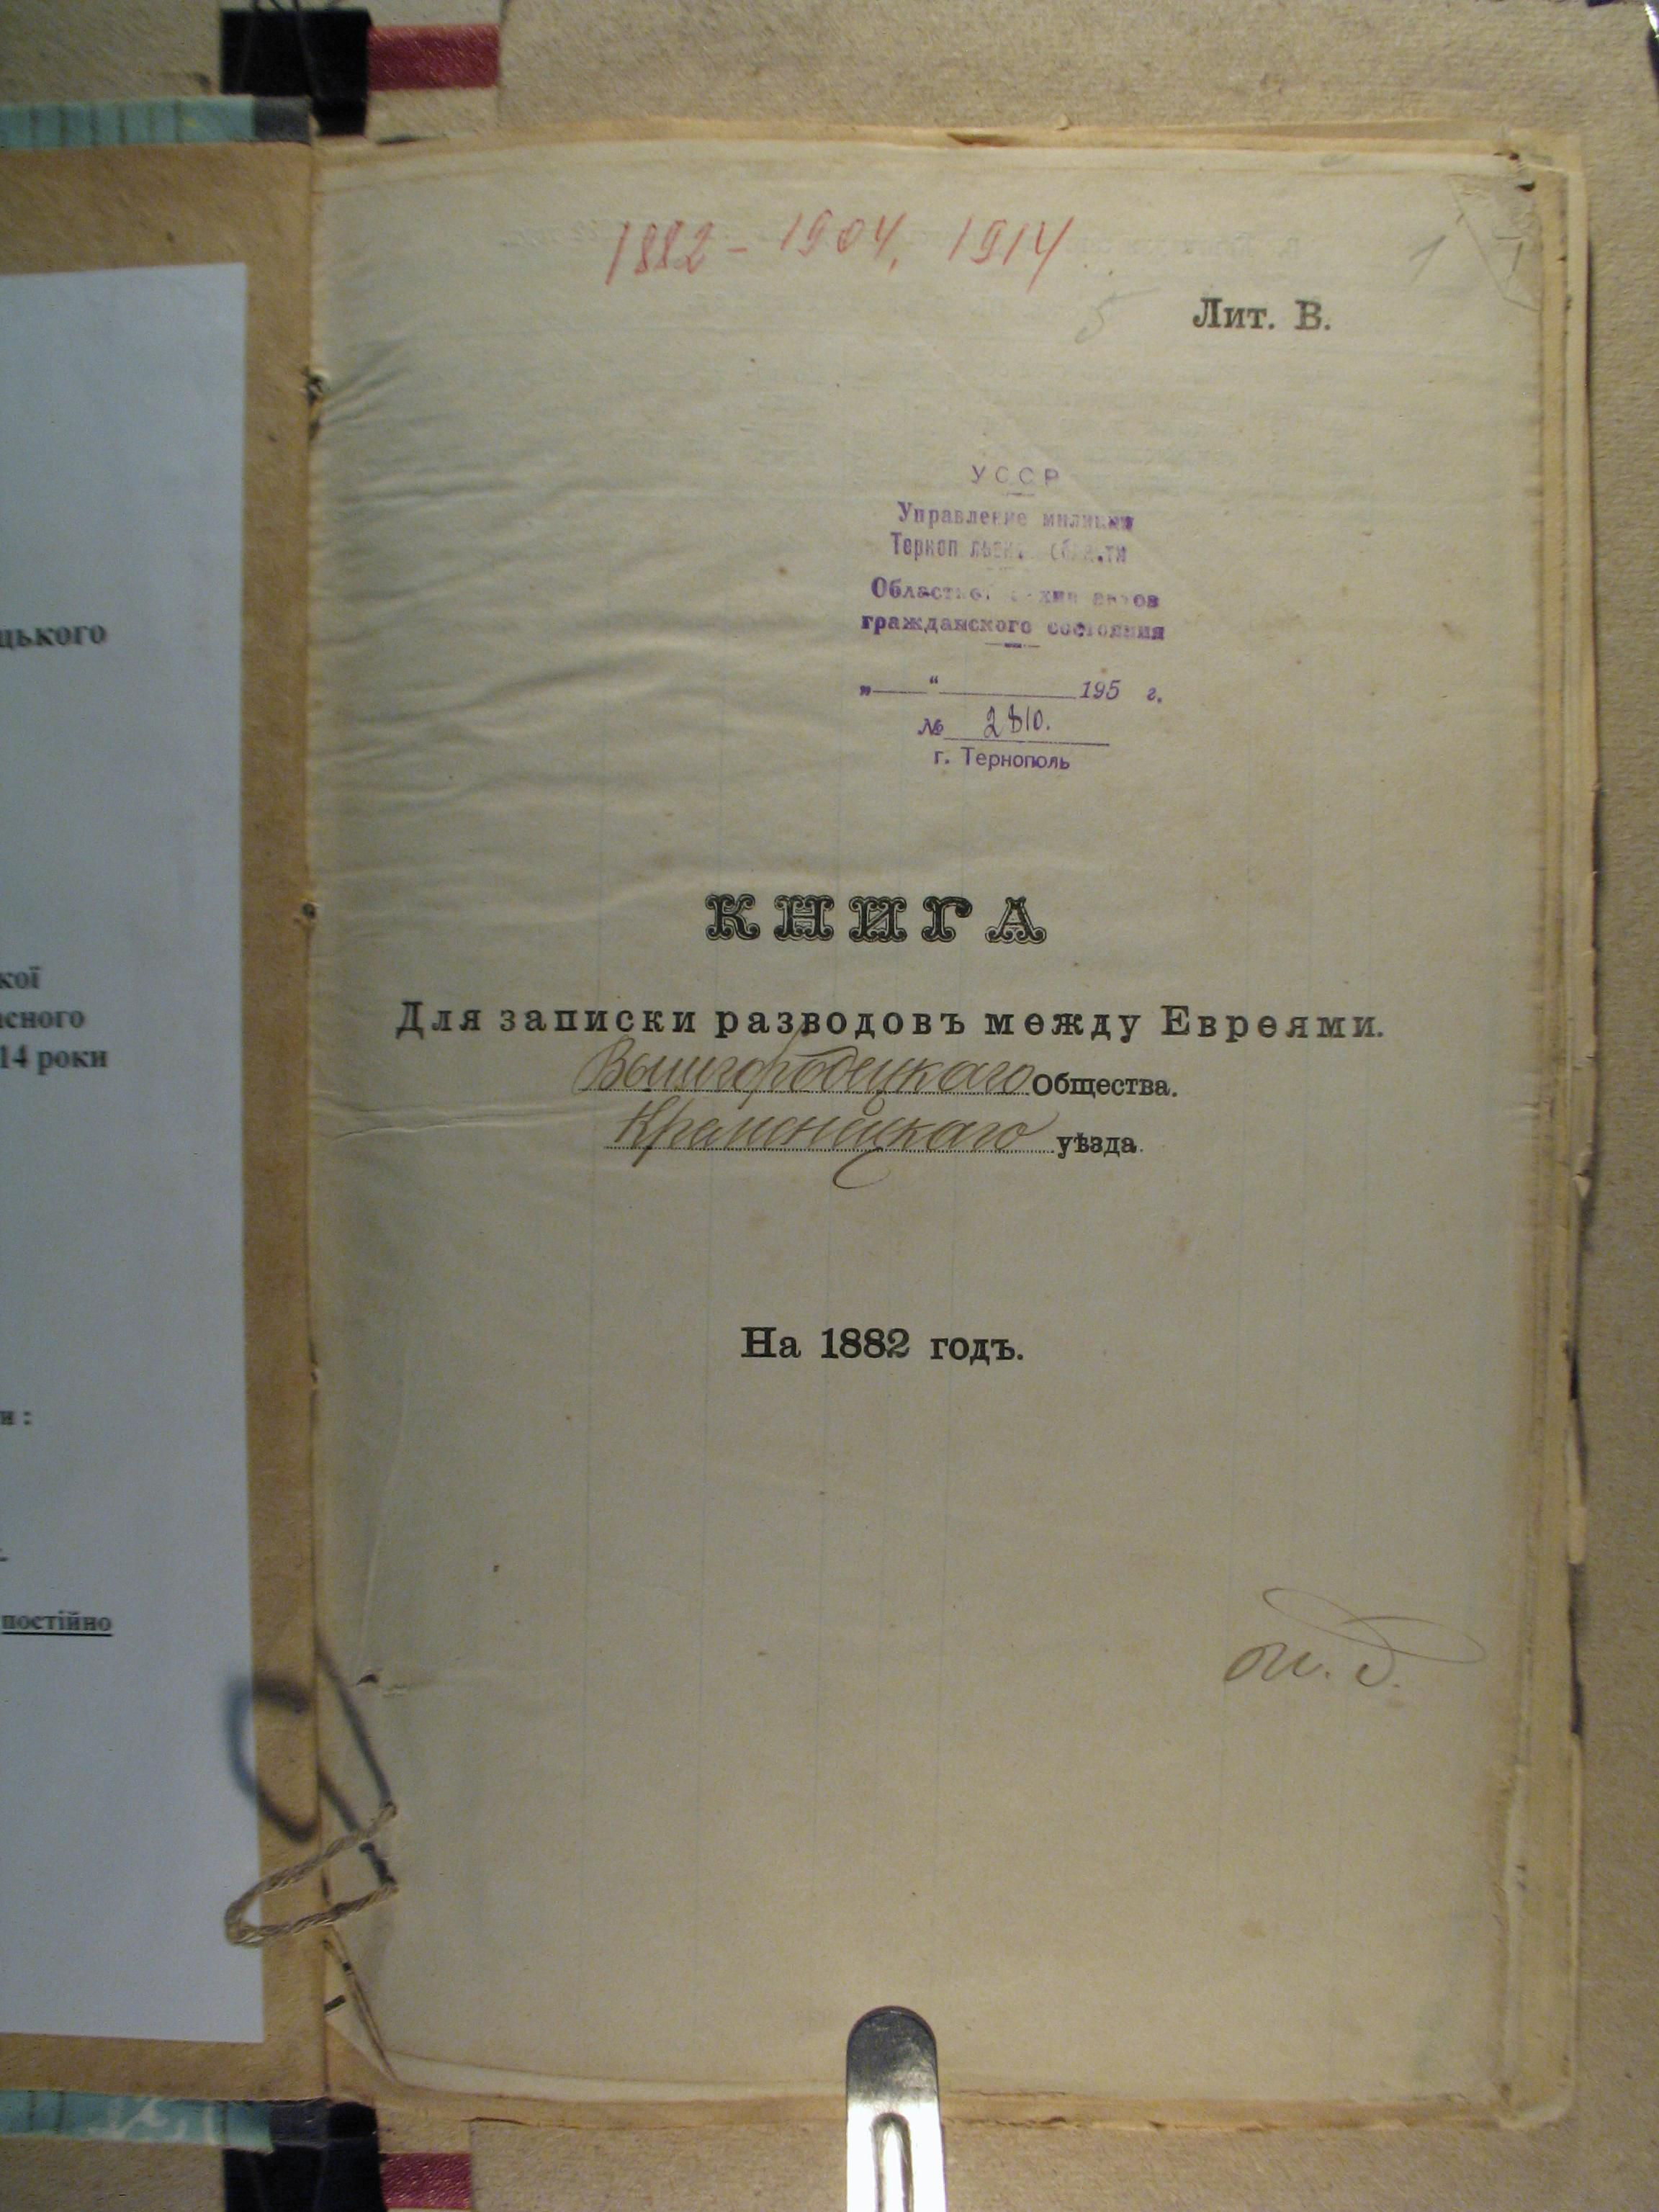 цького
кої
асного
14 роки
и :
постійно
1882 - 1904, 1914
1
5
Лит. В.
УССР
Управление милиции
Тернопольской области
Областной архив актов
гражданского состояния
„ “ 195 г.
№ 2810.
г. Тернополь
КНИГА
Для записки разводовъ между Евреями.
Вышгородецкаго Общества.
Кременецкаго уѣзда.
На 1882 годъ.